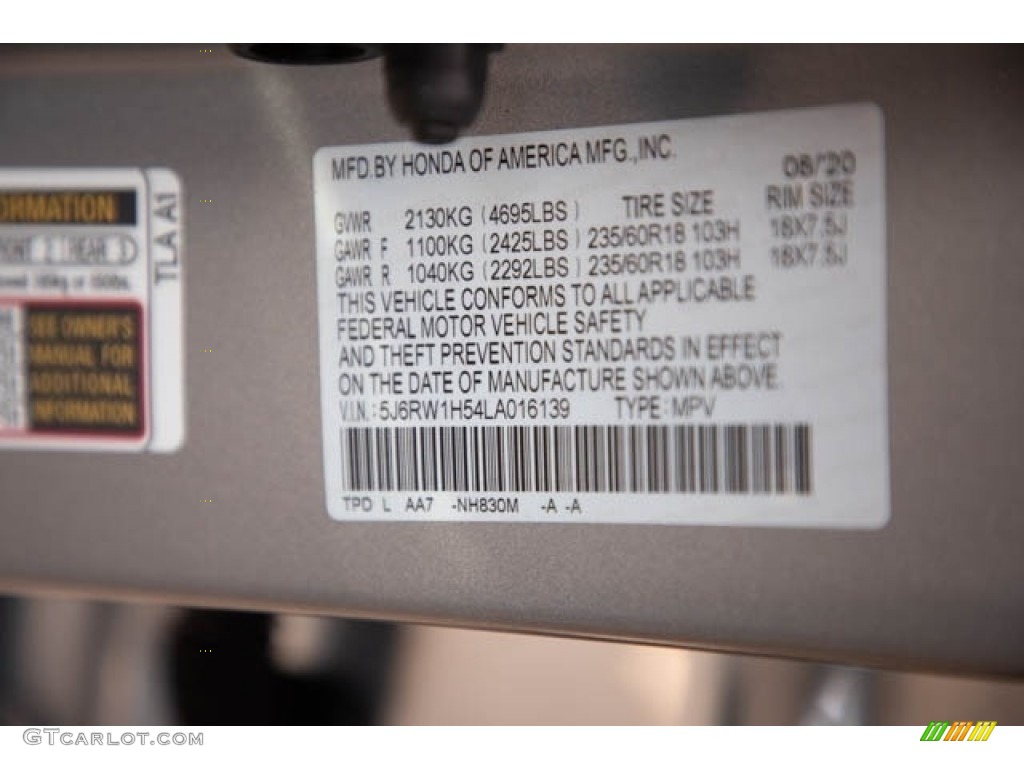 MFD.BY HONDA OF AMERICA MFG.,INC.
08/'20
GVWR 2130KG (4695LBS) TIRE SIZE RIM SIZE
GAWR F 1100KG (2425LBS) 235/60R18 103H 18X7.5J
GAWR R 1040KG (2292LBS) 235/60R18 103H 18X7.5J
THIS VEHICLE CONFORMS TO ALL APPLICABLE
FEDERAL MOTOR VEHICLE SAFETY
AND THEFT PREVENTION STANDARDS IN EFFECT
ON THE DATE OF MANUFACTURE SHOWN ABOVE.
V.I.N.:5J6RW1H54LA016139 TYPE:MPV
TPD L AA7 -NH830M -A -A
ORMATION
2 REAR
TLA A1
SEE OWNER'S
MANUAL FOR
ADDITIONAL
INFORMATION
GTCarlot.com